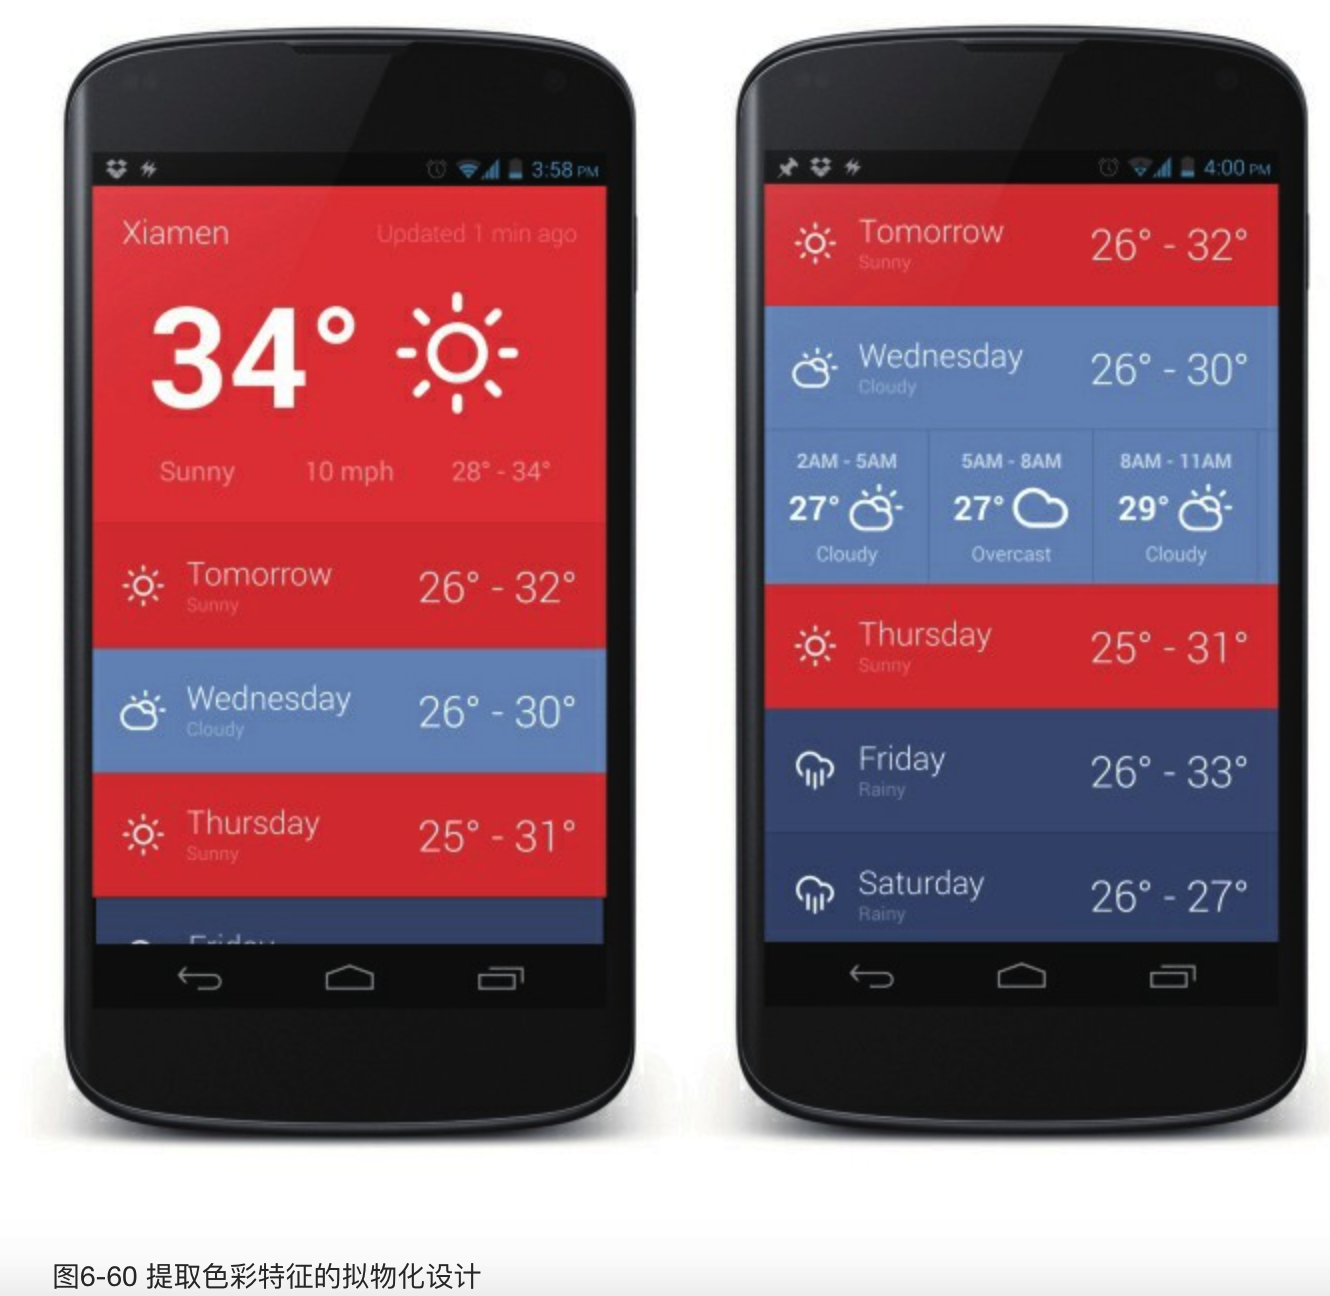 3:58 PM
Xiamen Updated 1 min ago
34°
Sunny 10 mph 28° - 34°
Tomorrow 26° - 32°
Sunny
Wednesday 26° - 30°
Cloudy
Thursday 25° - 31°
Sunny
Friday
4:00 PM
Tomorrow 26° - 32°
Sunny
Wednesday 26° - 30°
Cloudy
2AM - 5AM 5AM - 8AM 8AM - 11AM
27° 27° 29°
Cloudy Overcast Cloudy
Thursday 25° - 31°
Sunny
Friday 26° - 33°
Rainy
Saturday 26° - 27°
Rainy
图6-60 提取色彩特征的拟物化设计